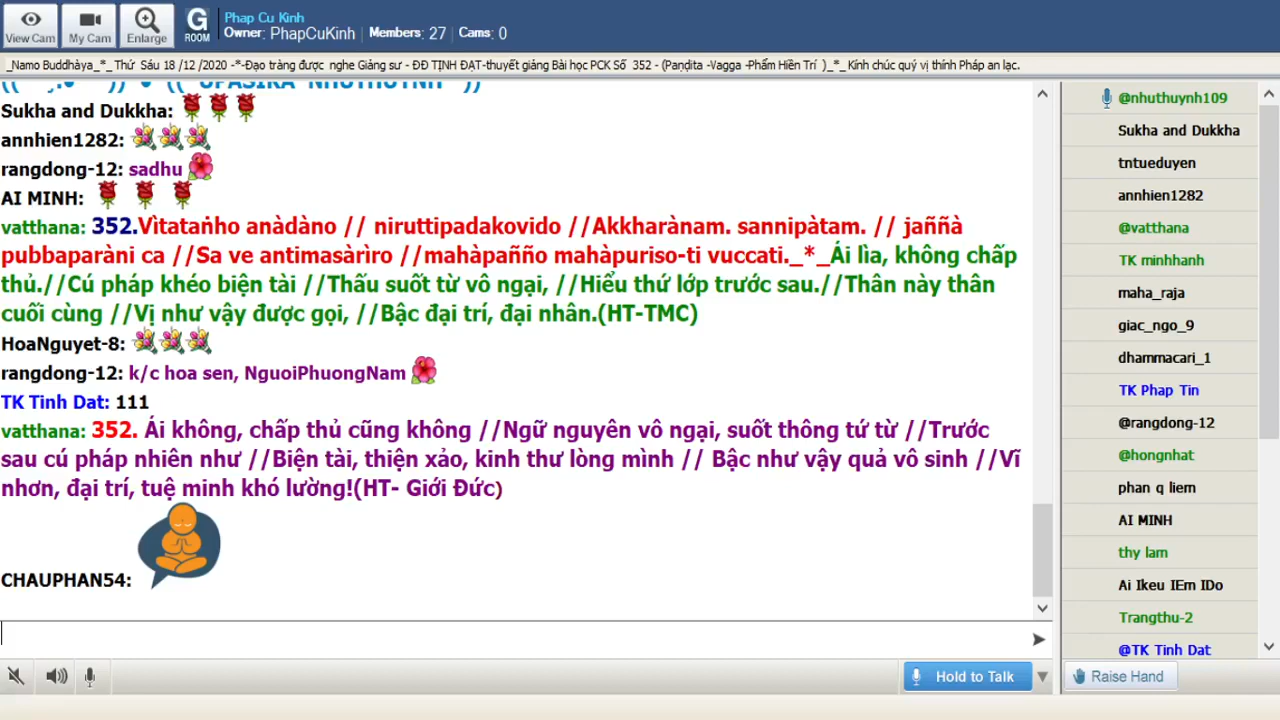 View Cam
My Cam
Enlarge
G
ROOM
Phap Cu Kinh
Owner: PhapCuKinh | Members: 27 | Cams: 0
_Namo Buddhàya_*_ Thứ Sáu 18 /12 /2020 -*-Đạo tràng được nghe Giảng sư - ĐĐ TỊNH ĐẠT-thuyết giảng Bài học PCK Số 352 - (Paṇḍita -Vagga -Phẩm Hiền Trí )_*_ Kính chúc quý vị thính Pháp an lạc.
Sukha and Dukkha:
annhien1282:
rangdong-12: sadhu
AI MINH:
vatthana: 352.Vìtataṅho anàdàno // niruttipadakovido //Akkharànam. sannipàtam. // jaññà
pubbaparàni ca //Sa ve antimasàrìro //mahàpañño mahàpuriso-ti vuccati._*_Ái lìa, không chấp
thủ.//Cú pháp khéo biện tài //Thấu suốt từ vô ngại, //Hiểu thứ lớp trước sau.//Thân này thân
cuối cùng //Vị như vậy được gọi, //Bậc đại trí, đại nhân.(HT-TMC)
HoaNguyet-8:
rangdong-12: k/c hoa sen, NguoiPhuongNam
TK Tinh Dat: 111
vatthana: 352. Ái không, chấp thủ cũng không //Ngữ nguyên vô ngại, suốt thông tứ từ //Trước
sau cú pháp nhiên như //Biện tài, thiện xảo, kinh thư lòng mình // Bậc như vậy quả vô sinh //Vĩ
nhơn, đại trí, tuệ minh khó lường!(HT- Giới Đức)
CHAUPHAN54:
@nhuthuynh109
Sukha and Dukkha
tntueduyen
annhien1282
@vatthana
TK minhhanh
maha_raja
giac_ngo_9
dhammacari_1
TK Phap Tin
@rangdong-12
@hongnhat
phan q liem
AI MINH
thy lam
Ai Ikeu IEm IDo
Trangthu-2
@TK Tinh Dat
Hold to Talk
Raise Hand